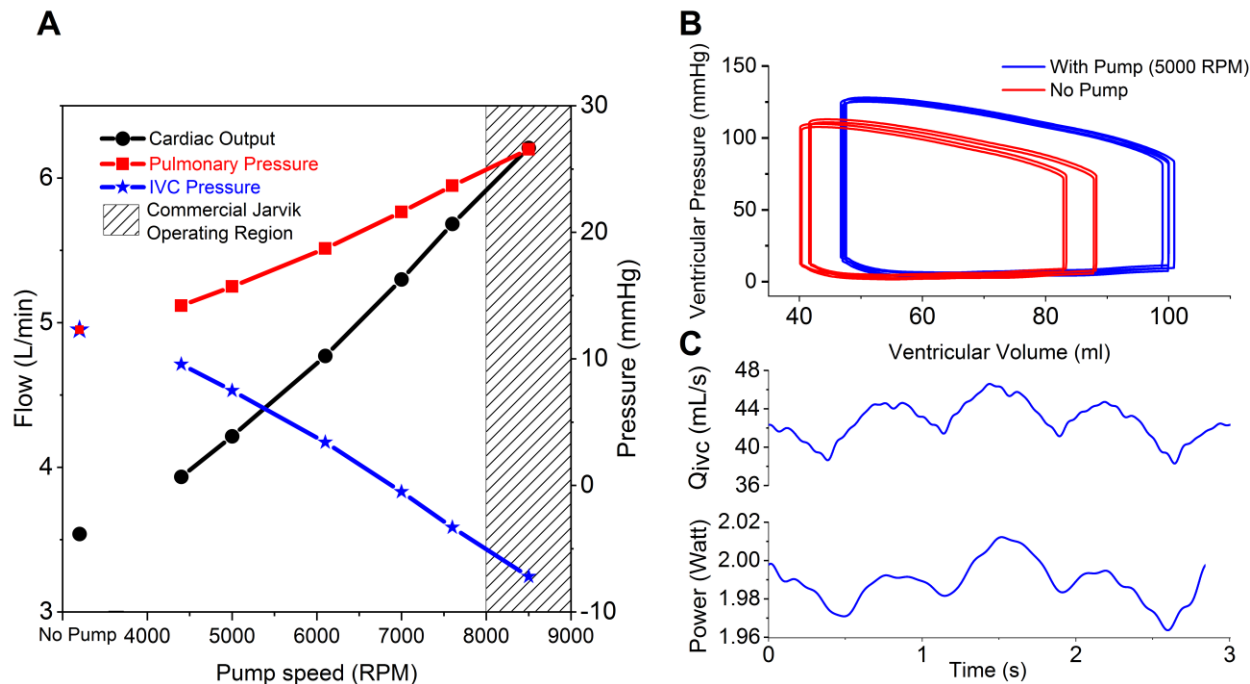 A
Flow (L/min)
6
5
4
3
Cardiac Output
Pulmonary Pressure
IVC Pressure
Commercial Jarvik
Operating Region
30
20
10
0
-10
Pressure (mmHg)
No Pump 4000 5000 6000 7000 8000 9000
Pump speed (RPM)
B
Ventricular Pressure (mmHg)
150
100
50
0
With Pump (5000 RPM)
No Pump
40 60 80 100
Ventricular Volume (ml)
C
Qivc (mL/s)
48
44
40
36
Power (Watt)
2.02
2.00
1.98
1.96
0 1 2 3
Time (s)